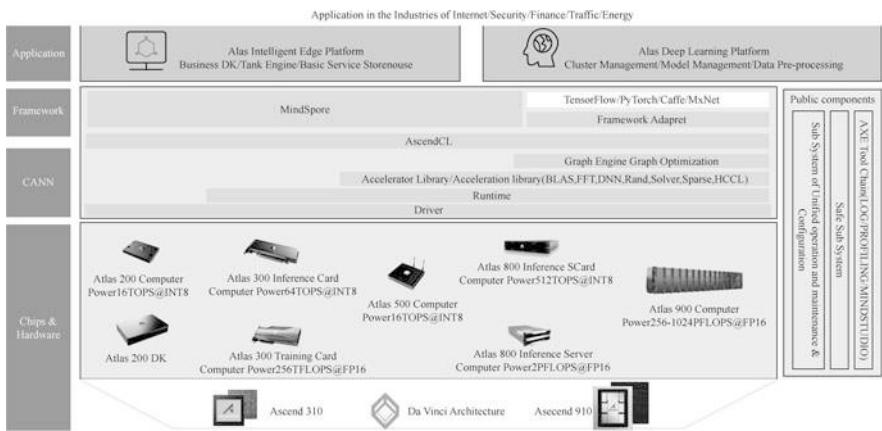 Application in the Industries of Internet/Security/Finance/Traffic/Energy
Application
Alas Intelligent Edge Platform
Business DK/Tank Engine/Basic Service Storenouse
Alas Deep Learning Platform
Cluster Management/Model Management/Data Pre-processing
Framework
MindSpore
TensorFlow/PyTorch/Caffe/MxNet
Framework Adapret
AscendCL
CANN
Graph Engine Graph Optimization
Accelerator Library/Acceleration library(BLAS,FFT,DNN,Rand,Solver,Sparse,HCCL)
Runtime
Driver
Public components
Sub System of Unified operation and maintenance &
Configuration
Safe Sub System
AXE Tool Chain(LOG/PROFILING/MINDSTUDIO)
Chips &
Hardware
Atlas 200 Computer
Power16TOPS@INT8
Atlas 300 Inference Card
Computer Power64TOPS@INT8
Atlas 500 Computer
Power16TOPS@INT8
Atlas 800 Inference SCard
Computer Power512TOPS@INT8
Atlas 900 Computer
Power256-1024PFLOPS@FP16
Atlas 200 DK
Atlas 300 Training Card
Computer Power256TFLOPS@FP16
Atlas 800 Inference Server
Computer Power2PFLOPS@FP16
Ascend 310
Da Vinci Architecture
Asecend 910